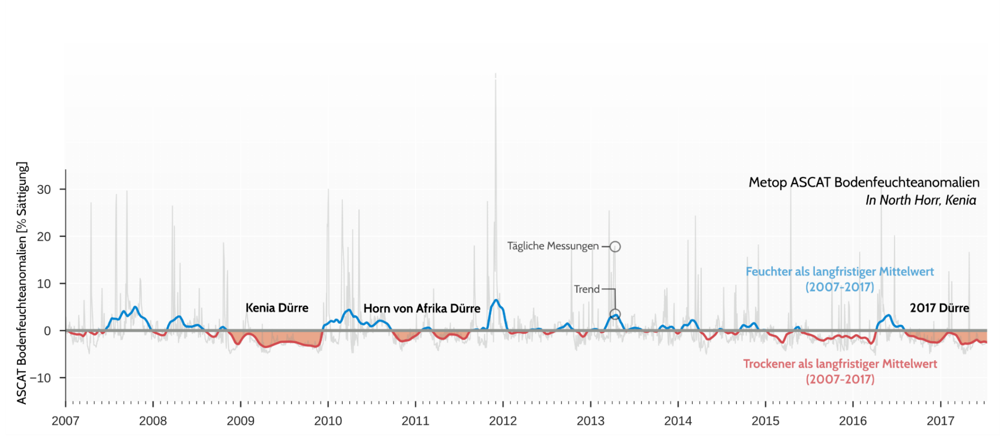 ASCAT Bodenfeuchteanomalien [% Sättigung]
30
20
10
0
−10
Metop ASCAT Bodenfeuchteanomalien
In North Horr, Kenia
Tägliche Messungen
Trend
Feuchter als langfristiger Mittelwert
(2007-2017)
Kenia Dürre
Horn von Afrika Dürre
2017 Dürre
Trockener als langfristiger Mittelwert
(2007-2017)
2007 2008 2009 2010 2011 2012 2013 2014 2015 2016 2017